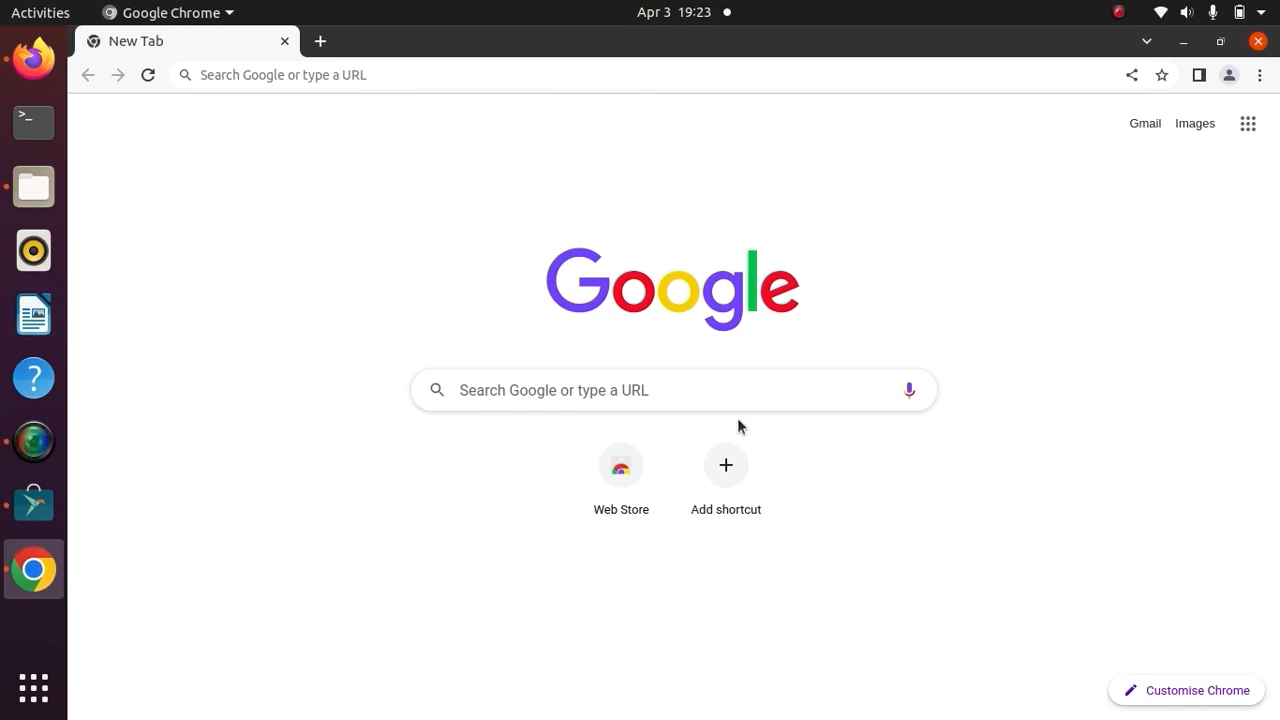 Activities
Google Chrome
Apr 3 19:23
New Tab
Search Google or type a URL
Gmail
Images
Google
Search Google or type a URL
Web Store
Add shortcut
Customise Chrome